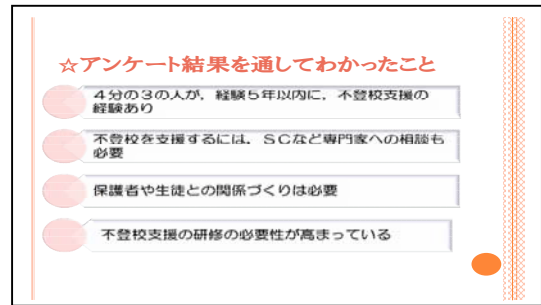 ☆アンケート結果を通してわかったこと
４分の３の人が，経験５年以内に，不登校支援の
経験あり
不登校を支援するには，ＳＣなど専門家への相談も
必要
保護者や生徒との関係づくりは必要
不登校支援の研修の必要性が高まっている